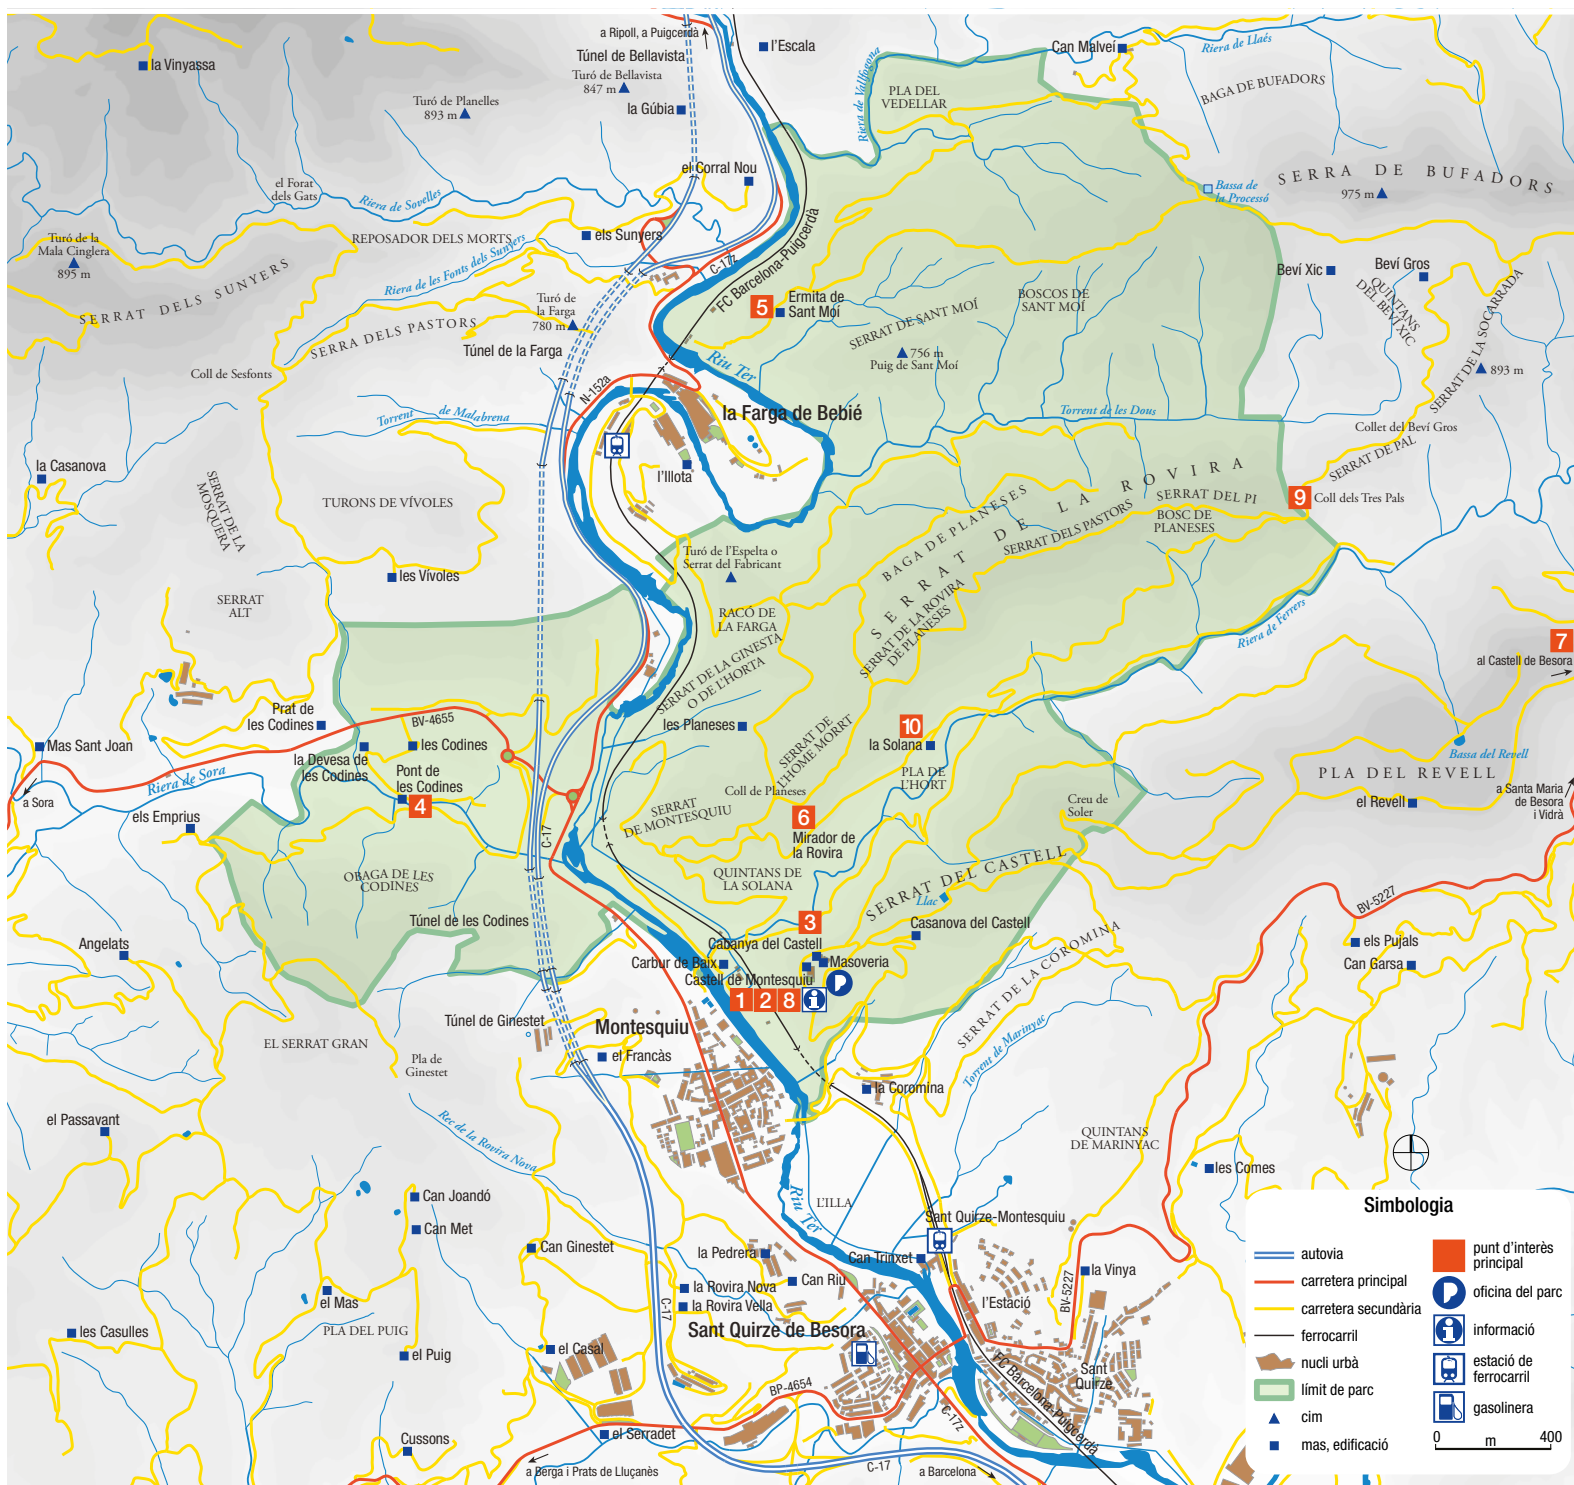 a Ripoll, a Puigcerdà
Túnel de Bellavista
Turó de Bellavista
847 m
l'Escala
la Vinyassa
Turó de Planelles
893 m
la Gúbia
Riera de Vallfogona
PLA DEL
VEDELLAR
Can Malveí
Riera de Llaés
BAGA DE BUFADORS
SERRA DE BUFADORS
975 m
Bassa de
la Processó
el Corral Nou
el Forat
dels Gats
Riera de Sovelles
REPOSADOR DELS MORTS
els Sunyers
Turó de la
Mala Cinglera
895 m
SERRAT DELS SUNYERS
Riera de les Fonts dels Sunyers
Turó de
la Farga
780 m
SERRA DELS PASTORS
Túnel de la Farga
Coll de Sesfonts
C-17z
FC Barcelona-Puigcerdà
5
Ermita de
Sant Moí
SERRAT DE SANT MOÍ
756 m
Puig de Sant Moí
BOSCOS DE
SANT MOÍ
Beví Xic
Beví Gros
QUINTANS
DEL BEVÍ XIC
SERRAT DE LA SOCARRADA
893 m
Riu Ter
N-152a
Torrent de Malabrena
la Farga de Bebié
Torrent de les Dous
Collet del Beví Gros
SERRAT DE PAL
la Casanova
SERRAT DE LA
MOSQUERA
TURONS DE VÍVOLES
l'Illota
SERRAT DE LA ROVIRA
BAGA DE PLANESES
SERRAT DELS PASTORS
SERRAT DEL PI
BOSC DE
PLANESES
9
Coll dels Tres Pals
les Vívoles
SERRAT
ALT
Turó de l'Espelta o
Serrat del Fabricant
RACÓ DE
LA FARGA
SERRAT DE LA ROVIRA
DE PLANESES
SERRAT DE LA GINESTA
O DE L'HORTA
Riera de Ferrers
7
al Castell de Besora
Prat de
les Codines
BV-4655
les Planeses
SERRAT DE
L'HOME MORRT
10
la Solana
PLA DE
L'HORT
Mas Sant Joan
la Devesa de
les Codines
les Codines
Pont de
les Codines
4
Riera de Sora
a Sora
els Emprius
Bassa del Revell
PLA DEL REVELL
el Revell
a Santa Maria
de Besora
i Vidrà
Coll de Planeses
SERRAT
DE MONTESQUIU
6
Mirador de
la Rovira
Creu de
Soler
C-17
OBAGA DE LES
CODINES
QUINTANS DE
LA SOLANA
SERRAT DEL CASTELL
Llac
BV-5227
Túnel de les Codines
3
Cabanya del Castell
Casanova del Castell
Angelats
Carbur de Baix
Masoveria
Castell de Montesquiu
1 2 8
els Pujals
Can Garsa
SERRAT DE LA COROMINA
Túnel de Ginestet
Montesquiu
EL SERRAT GRAN
Pla de
Ginestet
el Francàs
la Coromina
Torrent de Marinyac
el Passavant
Rec de la Rovira Nova
QUINTANS
DE MARINYAC
les Comes
Can Joandó
Can Met
L'ILLA
Riu Ter
Sant Quirze-Montesquiu
Can Ginestet
la Pedrera
Can Trinxet
la Vinya
Can Riu
la Rovira Nova
la Rovira Vella
l'Estació
BV-5227
el Mas
C-17
les Casulles
PLA DEL PUIG
Sant Quirze de Besora
el Casal
el Puig
Sant
Quirze
BP-4654
FC Barcelona-Puigcerdà
C-17z
Cussons
el Serradet
a Berga i Prats de Lluçanès
C-17
a Barcelona
Simbologia
autovia
carretera principal
carretera secundària
ferrocarril
nucli urbà
límit de parc
cim
mas, edificació
punt d'interès
principal
oficina del parc
informació
estació de
ferrocarril
gasolinera
0 m 400